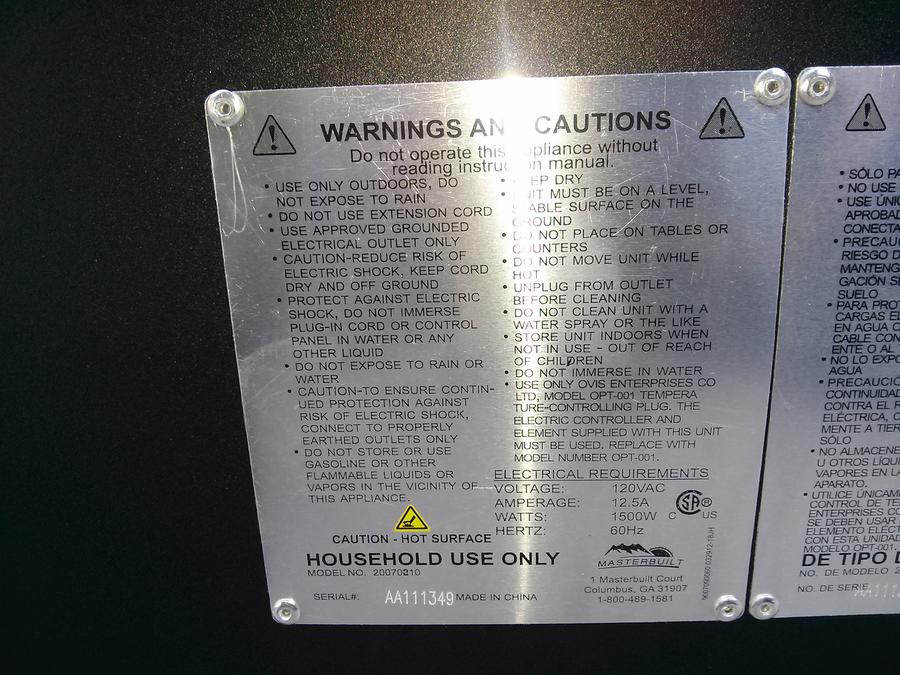 WARNINGS AN CAUTIONS
Do not operate this appliance without
reading instruction manual.
• USE ONLY OUTDOORS, DO
NOT EXPOSE TO RAIN
• DO NOT USE EXTENSION CORD
• USE APPROVED GROUNDED
ELECTRICAL OUTLET ONLY
• CAUTION-REDUCE RISK OF
ELECTRIC SHOCK, KEEP CORD
DRY AND OFF GROUND
• PROTECT AGAINST ELECTRIC
SHOCK, DO NOT IMMERSE
PLUG-IN CORD OR CONTROL
PANEL IN WATER OR ANY
OTHER LIQUID
• DO NOT EXPOSE TO RAIN OR
WATER
• CAUTION-TO ENSURE CONTIN-
UED PROTECTION AGAINST
RISK OF ELECTRIC SHOCK,
CONNECT TO PROPERLY
EARTHED OUTLETS ONLY
• DO NOT STORE OR USE
GASOLINE OR OTHER
FLAMMABLE LIQUIDS OR
VAPORS IN THE VICINITY OF
THIS APPLIANCE.
• KEEP DRY
• UNIT MUST BE ON A LEVEL,
STABLE SURFACE ON THE
GROUND
• DO NOT PLACE ON TABLES OR
COUNTERS
• DO NOT MOVE UNIT WHILE
HOT
• UNPLUG FROM OUTLET
BEFORE CLEANING
• DO NOT CLEAN UNIT WITH A
WATER SPRAY OR THE LIKE
• STORE UNIT INDOORS WHEN
NOT IN USE - OUT OF REACH
OF CHILDREN
• DO NOT IMMERSE IN WATER
• USE ONLY OVIS ENTERPRISES CO
LTD, MODEL OPT-001 TEMPERA
TURE-CONTROLLING PLUG. THE
ELECTRIC CONTROLLER AND
ELEMENT SUPPLIED WITH THIS UNIT
MUST BE USED. REPLACE WITH
MODEL NUMBER OPT-001.
ELECTRICAL REQUIREMENTS
VOLTAGE: 120VAC
AMPERAGE: 12.5A
WATTS: 1500W
HERTZ: 60Hz
C SA® US
CAUTION - HOT SURFACE
HOUSEHOLD USE ONLY
MODEL NO. 20070210
SERIAL#: AA111349 MADE IN CHINA
MASTERBUILT
1 Masterbuilt Court
Columbus, GA 31907
1-800-489-1581
• SÓLO PA
• NO USE
• USE ÚNIC
APROBAD
CONECTA
• PRECAUC
RIESGO D
MANTENG
GACIÓN SE
SUELO
• PARA PROT
CARGAS EL
EN AGUA O
CABLE CON
ENTE O AL
• NO LO EXPO
AGUA
• PRECAUCIÓ
CONTINUIDAD
CONTRA EL R
ELÉCTRICA, C
MENTE A TIER
SÓLO
• NO ALMACENE
U OTROS LÍQUI
VAPORES EN LA
APARATO.
• UTILICE ÚNICAM
CONTROL DE TE
ENTERPRISES CO
SE DEBEN USAR
ELEMENTO ELÉCT
CON ESTA UNIDAD
MODELO OPT-001.
DE TIPO
NO. DE MODELO 2
NO. DE SERIE